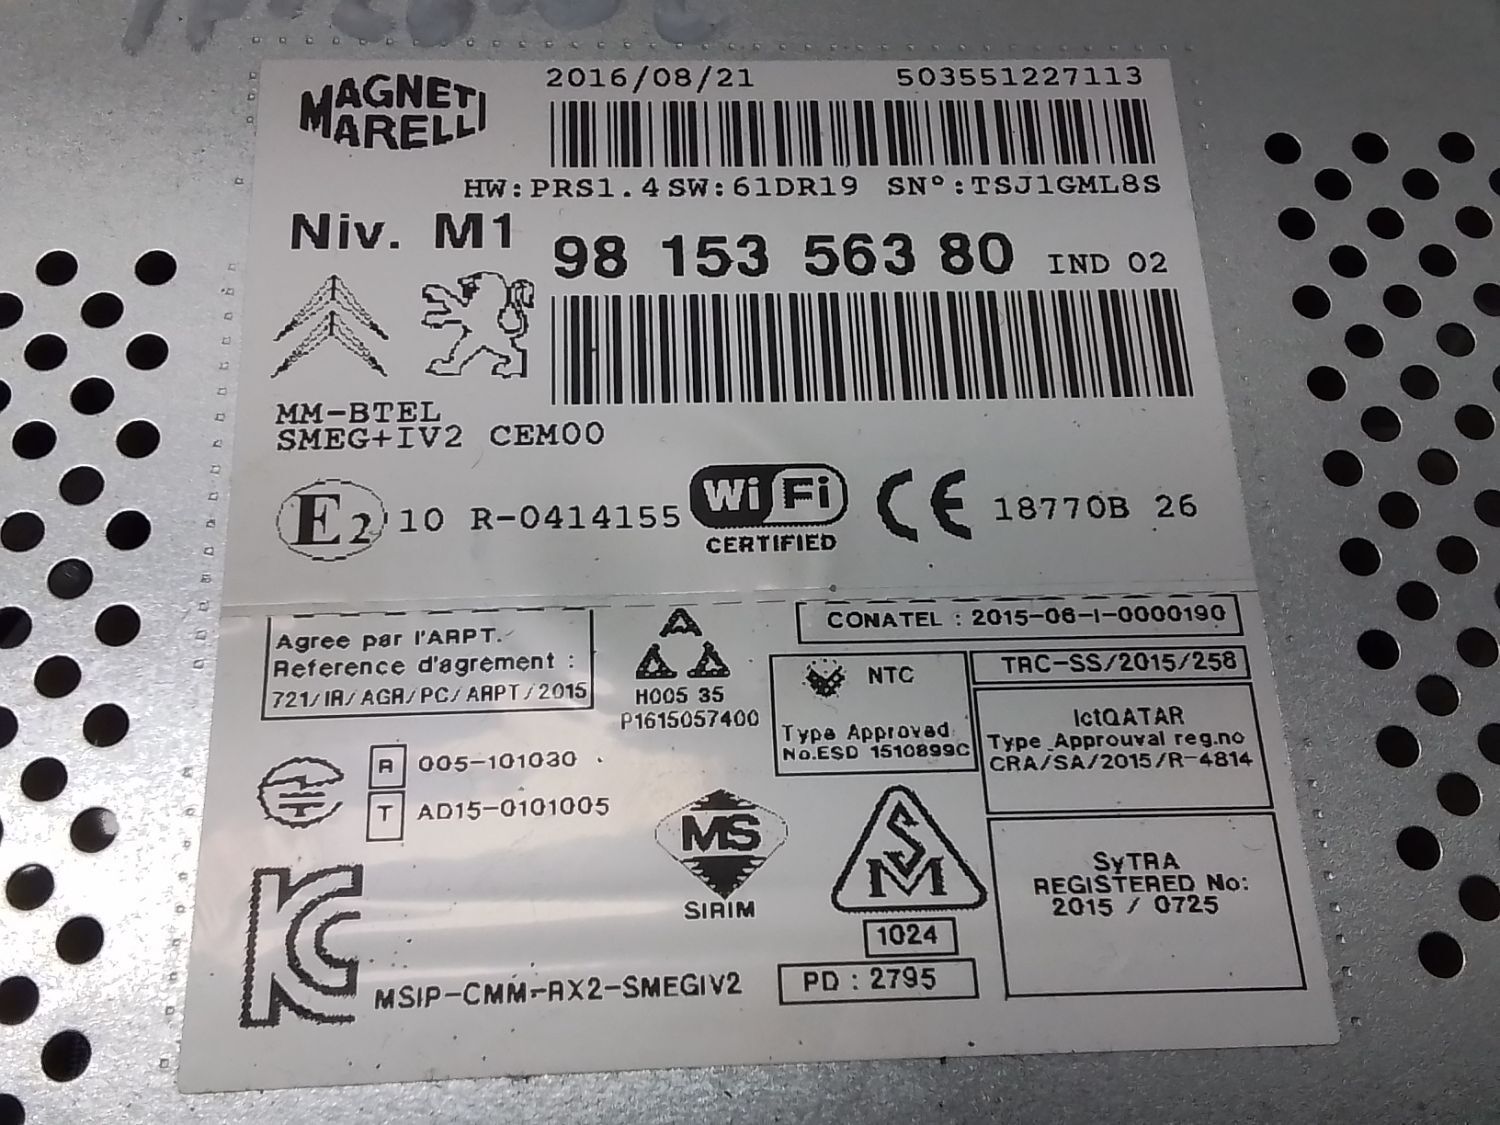 MAGNETI
MARELLI
2016/08/21 503551227113
HW:PRS1.4 SW:61DR19 SN°:TSJ1GML8S
Niv. M1
98 153 563 80 IND 02
MM-BTEL
SMEG+IV2 CEM00
E2 10 R-0414155 WiFi CERTIFIED CE 18770B 26
Agree par l'ARPT.
Reference d'agrement :
721/IR/AGR/PC/ARPT/2015
H005 35
P1615057400
CONATEL : 2015-08-I-0000190
NTC
Type Approved
No.ESD 1510899C
TRC-SS/2015/258
IctQATAR
Type Approuval reg.no
CRA/SA/2015/R-4814
R 005-101030
T AD15-0101005
MS
SIRIM
SM
1024
PD : 2795
SyTRA
REGISTERED No:
2015 / 0725
KC
MSIP-CMM-RX2-SMEGIV2